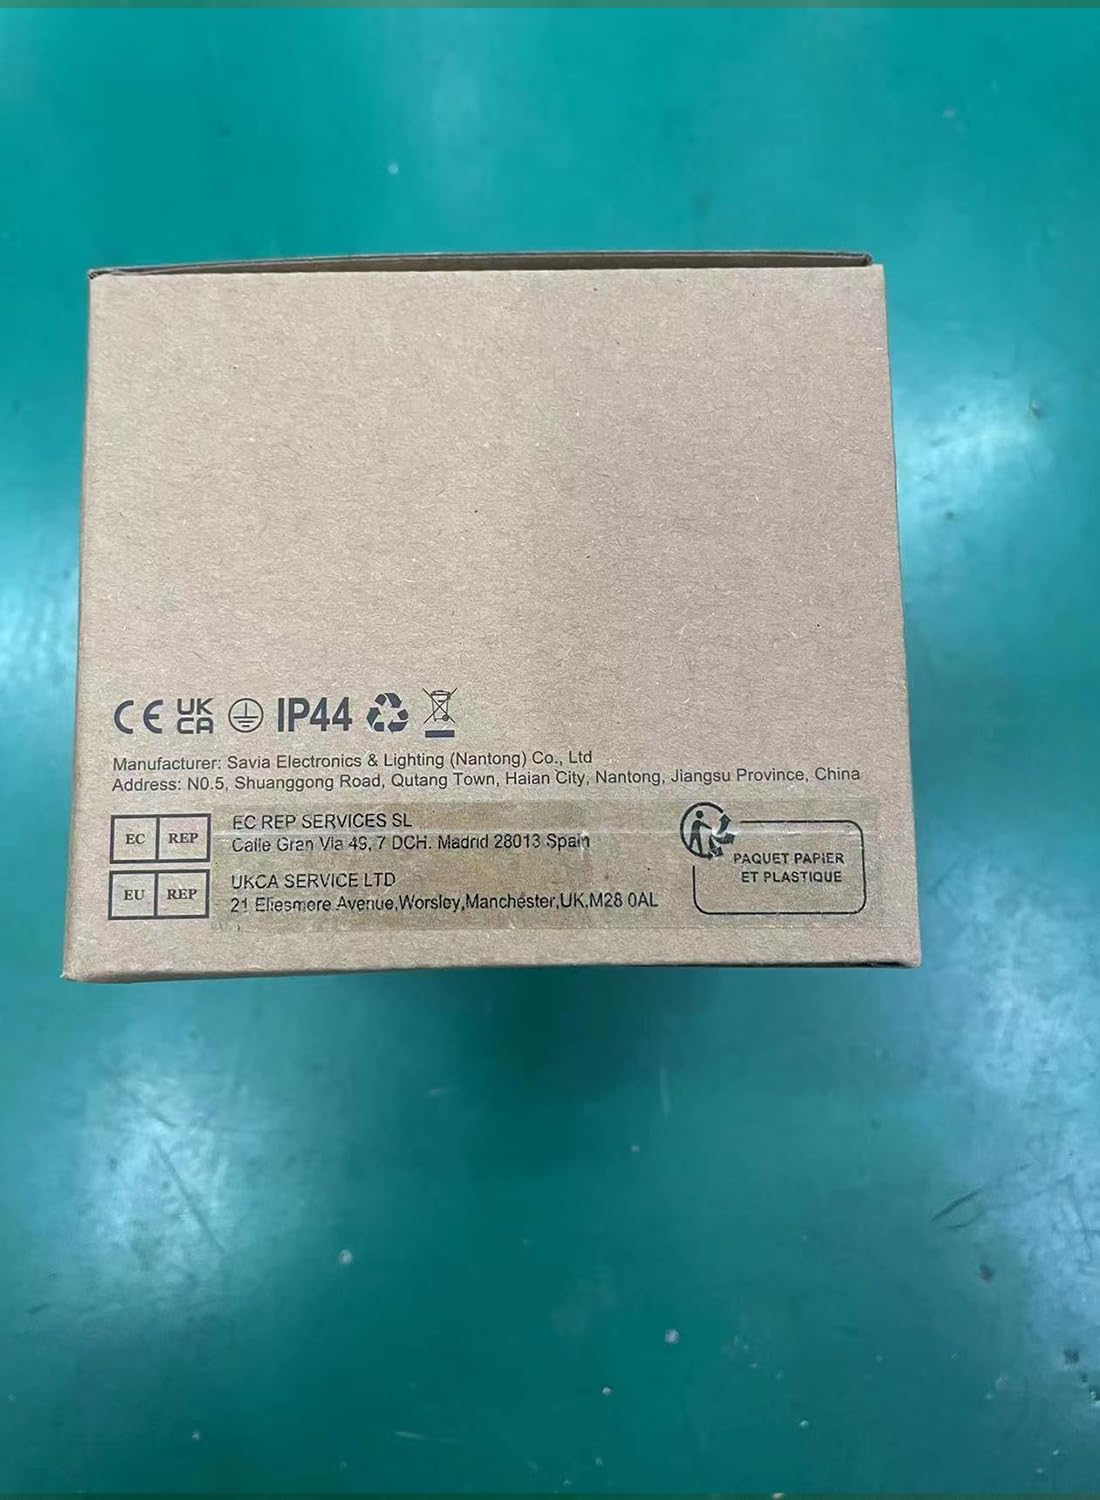 CE UK CA IP44
Manufacturer: Savia Electronics & Lighting (Nantong) Co., Ltd
Address: N0.5, Shuanggong Road, Qutang Town, Haian City, Nantong, Jiangsu Province, China
EC REP
EC REP SERVICES SL
Calle Gran Via 49, 7 DCH. Madrid 28013 Spain
EU REP
UKCA SERVICE LTD
21 Ellesmere Avenue,Worsley,Manchester,UK,M28 0AL
PAQUET PAPIER
ET PLASTIQUE